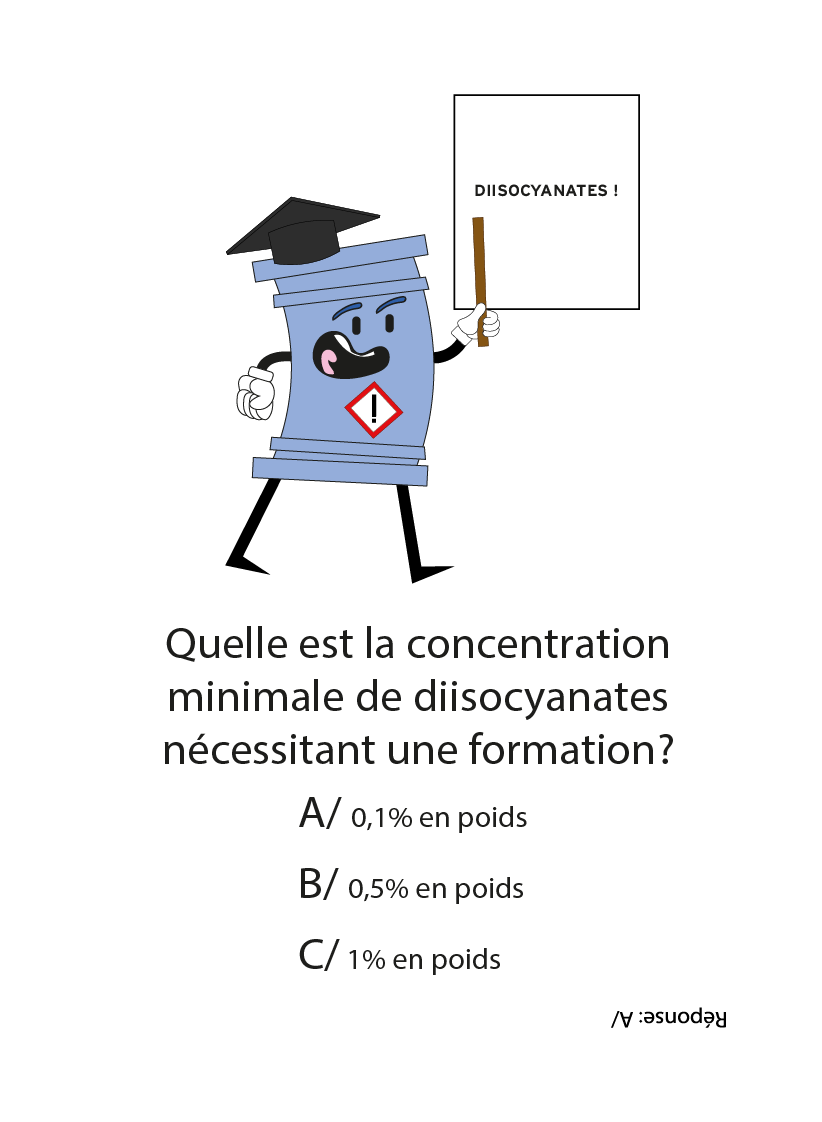 DIISOCYANATES !
!
Quelle est la concentration
minimale de diisocyanates
nécessitant une formation?
A/ 0,1% en poids
B/ 0,5% en poids
C/ 1% en poids
Réponse: A/